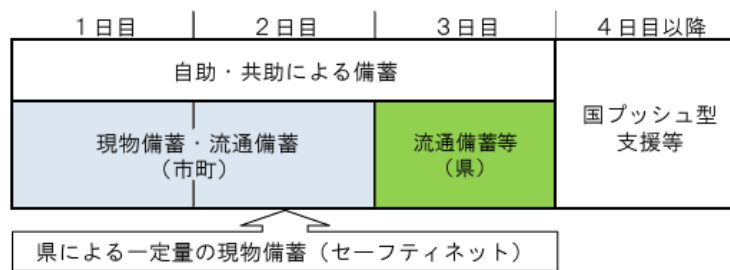 １日目 ２日目 ３日目 ４日目以降
自助・共助による備蓄
現物備蓄・流通備蓄
（市町）
流通備蓄等
（県）
国プッシュ型
支援等
県による一定量の現物備蓄（セーフティネット）